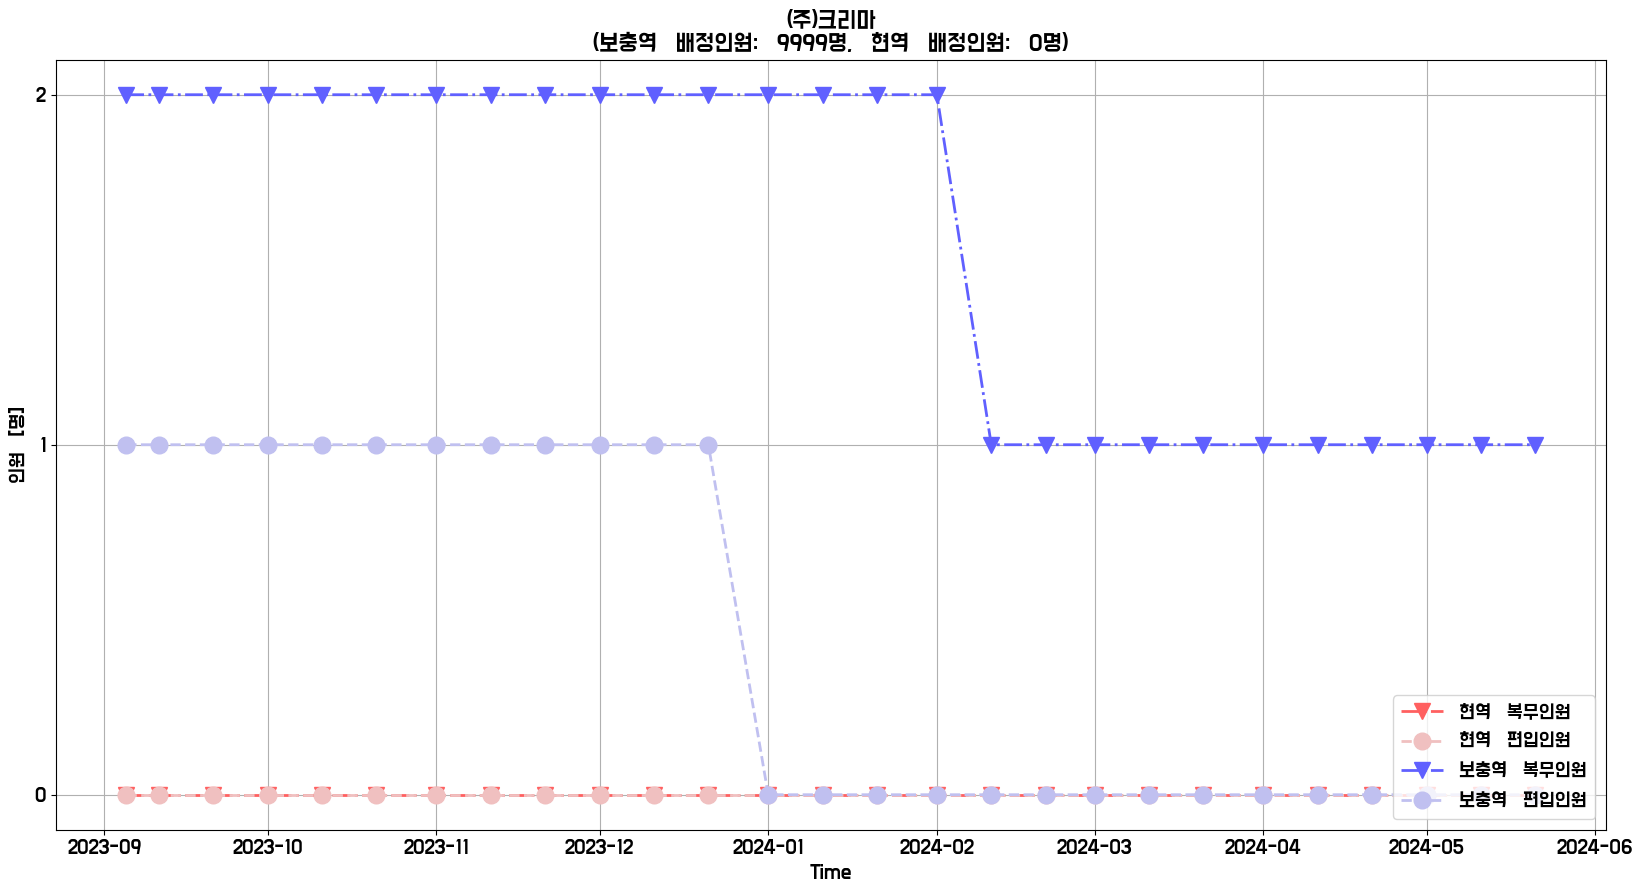 (주)크리마
(보충역 배정인원: 9999명, 현역 배정인원: 0명)
2
1
0
인원 [명]
현역 복무인원
현역 편입인원
보충역 복무인원
보충역 편입인원
2023-09 2023-10 2023-11 2023-12 2024-01 2024-02 2024-03 2024-04 2024-05 2024-06
Time